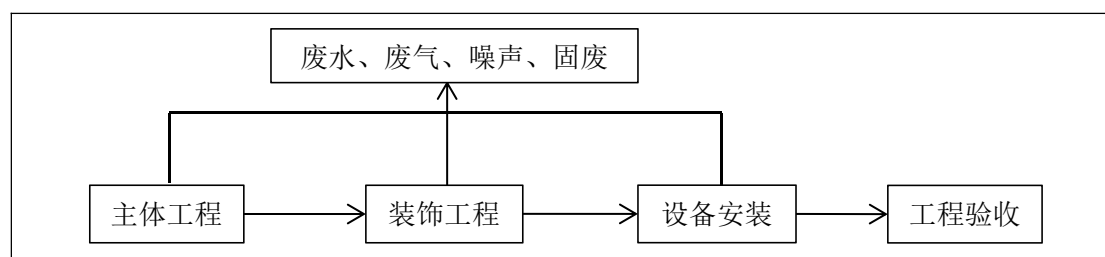 废水、废气、噪声、固废
主体工程
装饰工程
设备安装
工程验收